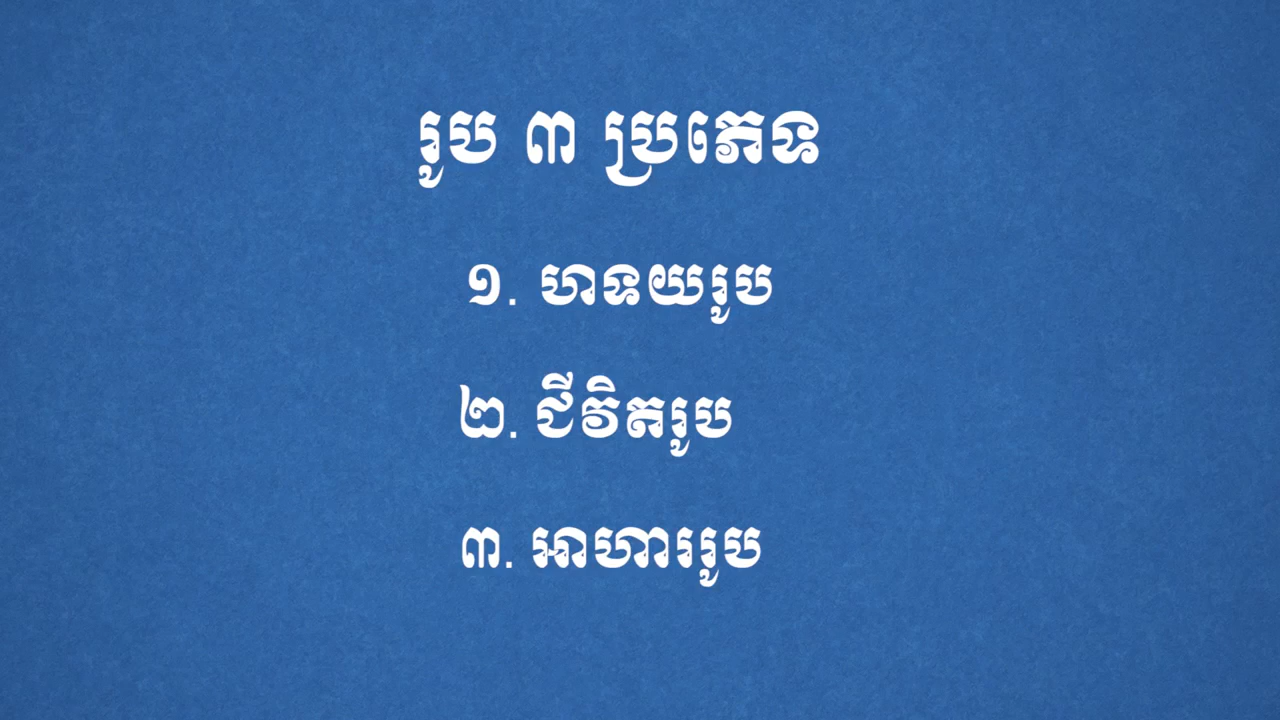 រូប ៣ ប្រភេទ
១. ហទយរូប
២. ជីវិតរូប
៣. អាហាររូប